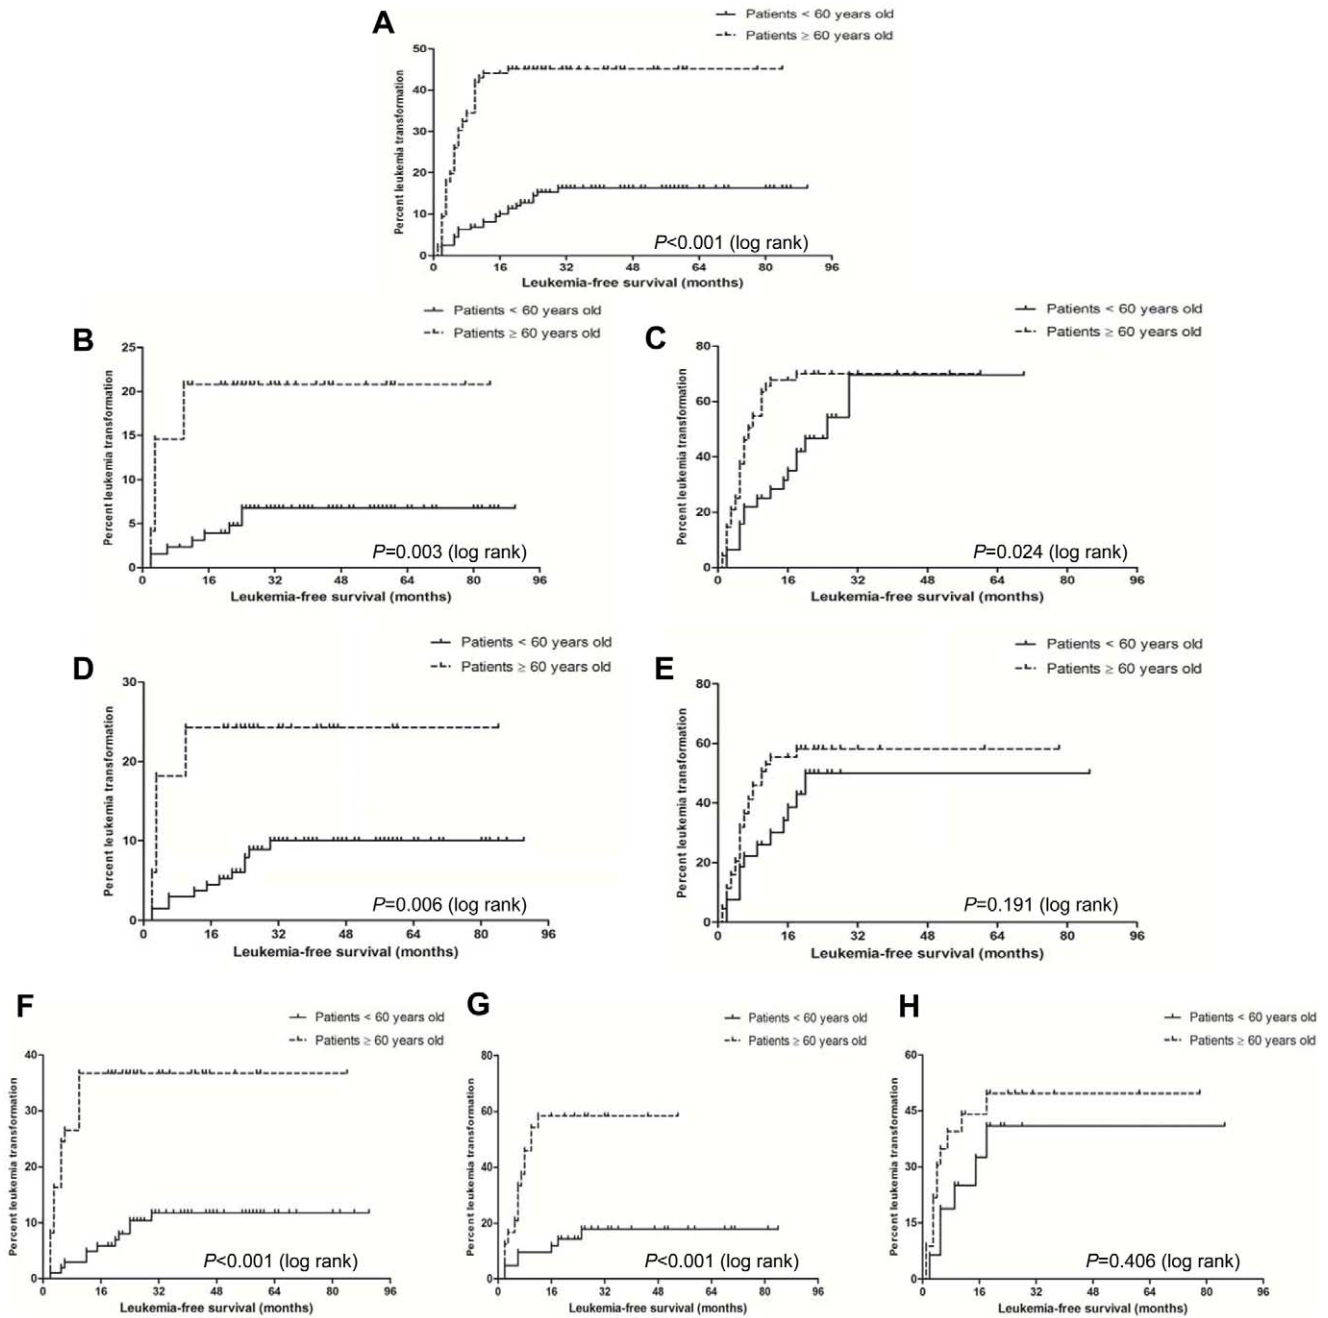 A
Patients < 60 years old
Patients ≥ 60 years old
Percent leukemia transformation
50
40
30
20
10
0
P<0.001 (log rank)
0 16 32 48 64 80 96
Leukemia-free survival (months)
B
Patients < 60 years old
Patients ≥ 60 years old
Percent leukemia transformation
25
20
15
10
5
0
P=0.003 (log rank)
0 16 32 48 64 80 96
Leukemia-free survival (months)
C
Patients < 60 years old
Patients ≥ 60 years old
Percent leukemia transformation
80
60
40
20
0
P=0.024 (log rank)
0 16 32 48 64 80 96
Leukemia-free survival (months)
D
Patients < 60 years old
Patients ≥ 60 years old
Percent leukemia transformation
30
20
10
0
P=0.006 (log rank)
0 16 32 48 64 80 96
Leukemia-free survival (months)
E
Patients < 60 years old
Patients ≥ 60 years old
Percent leukemia transformation
80
60
40
20
0
P=0.191 (log rank)
0 16 32 48 64 80 96
Leukemia-free survival (months)
F
Patients < 60 years old
Patients ≥ 60 years old
Percent leukemia transformation
40
30
20
10
0
P<0.001 (log rank)
0 16 32 48 64 80 96
Leukemia-free survival (months)
G
Patients < 60 years old
Patients ≥ 60 years old
Percent leukemia transformation
80
60
40
20
0
P<0.001 (log rank)
0 16 32 48 64 80 96
Leukemia-free survival (months)
H
Patients < 60 years old
Patients ≥ 60 years old
Percent leukemia transformation
60
45
30
15
0
P=0.406 (log rank)
0 16 32 48 64 80 96
Leukemia-free survival (months)